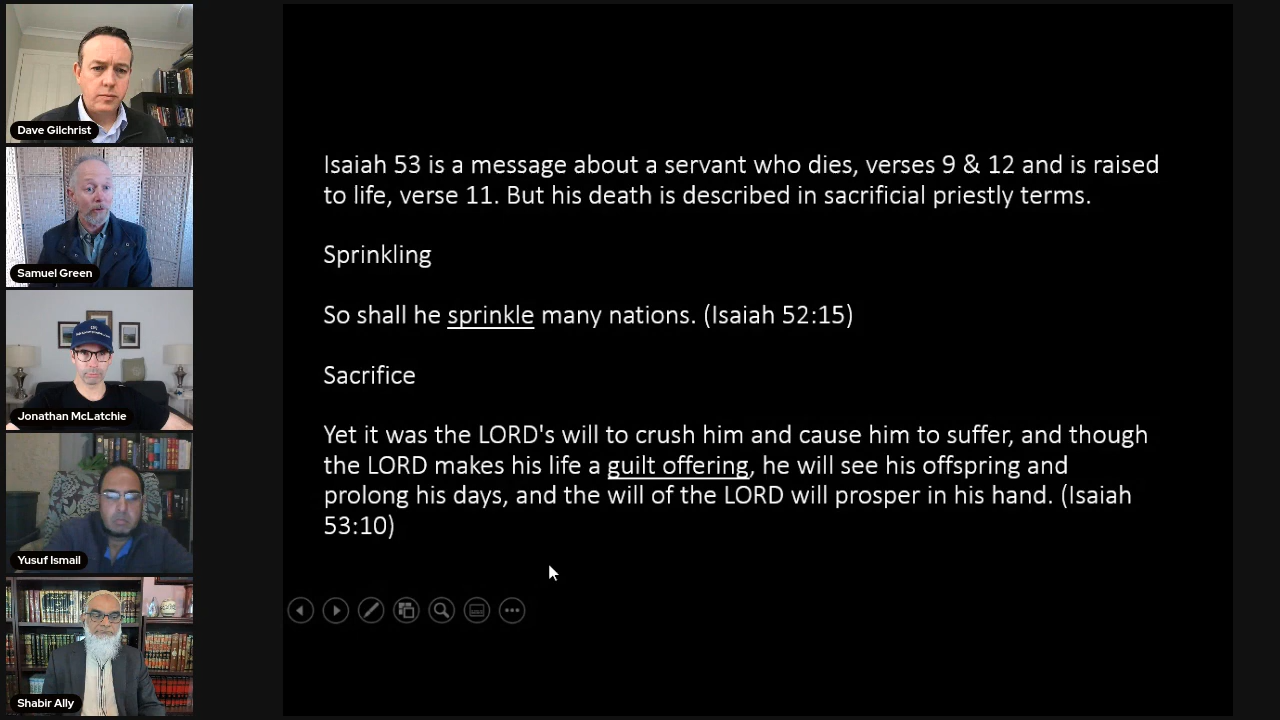 Dave Gilchrist
Samuel Green
Jonathan McLatchie
Yusuf Ismail
Shabir Ally
Isaiah 53 is a message about a servant who dies, verses 9 & 12 and is raised
to life, verse 11. But his death is described in sacrificial priestly terms.
Sprinkling
So shall he sprinkle many nations. (Isaiah 52:15)
Sacrifice
Yet it was the LORD's will to crush him and cause him to suffer, and though
the LORD makes his life a guilt offering, he will see his offspring and
prolong his days, and the will of the LORD will prosper in his hand. (Isaiah
53:10)